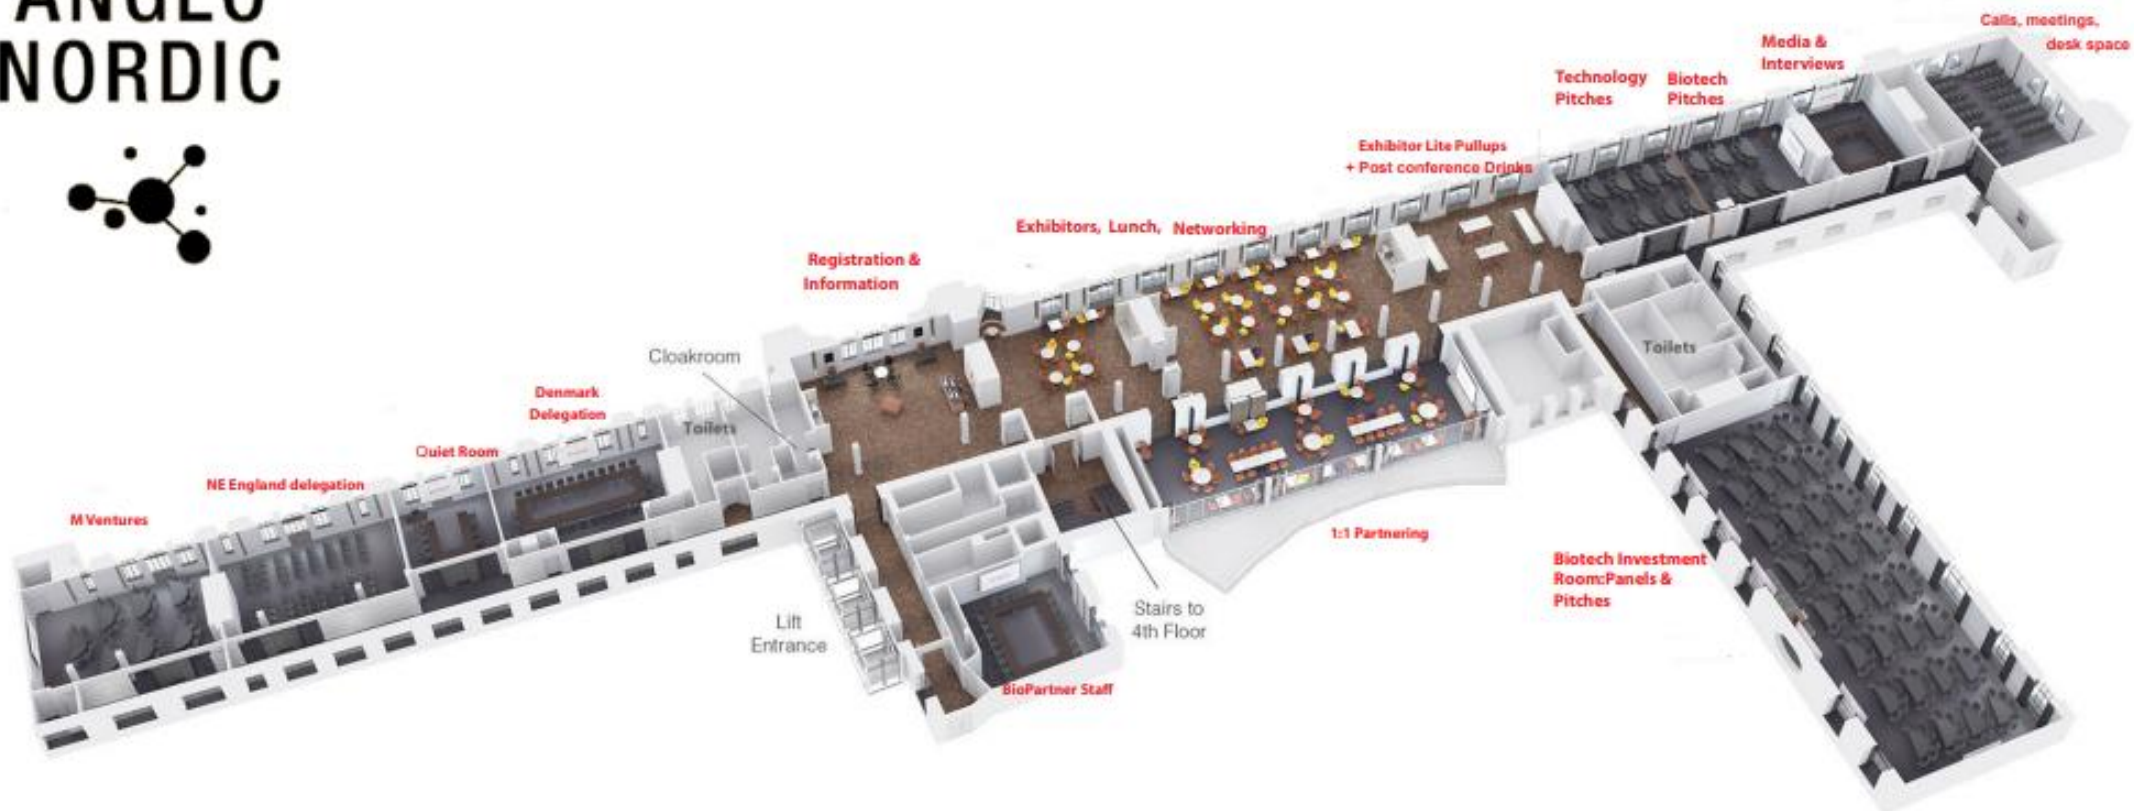 ANGLO
NORDIC
Calls, meetings,
desk space
Media &
Interviews
Technology
Pitches
Biotech
Pitches
Exhibitor Lite Pullups
+ Post conference Drinks
Exhibitors, Lunch, Networking
Registration &
Information
Cloakroom
Toilets
Denmark
Delegation
Toilets
Quiet Room
NE England delegation
M Ventures
1:1 Partnering
Biotech Investment
Room:Panels &
Pitches
Stairs to
4th Floor
Lift
Entrance
BioPartner Staff